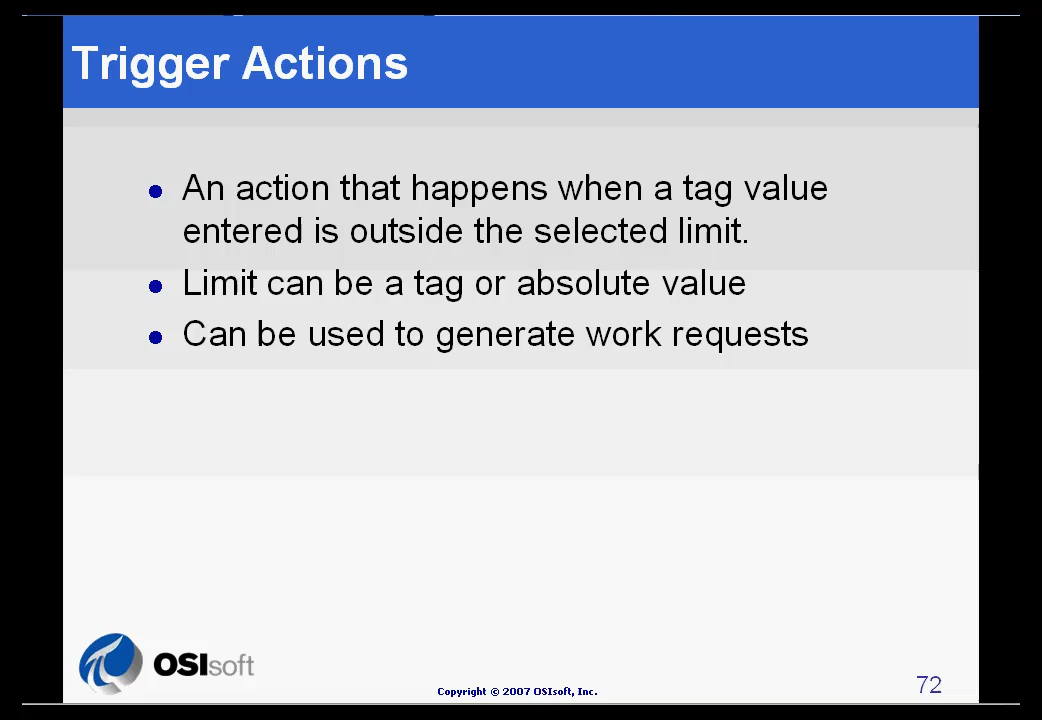 Trigger Actions
An action that happens when a tag value
entered is outside the selected limit.
Limit can be a tag or absolute value
Can be used to generate work requests
OSIsoft
Copyright © 2007 OSIsoft, Inc.
72